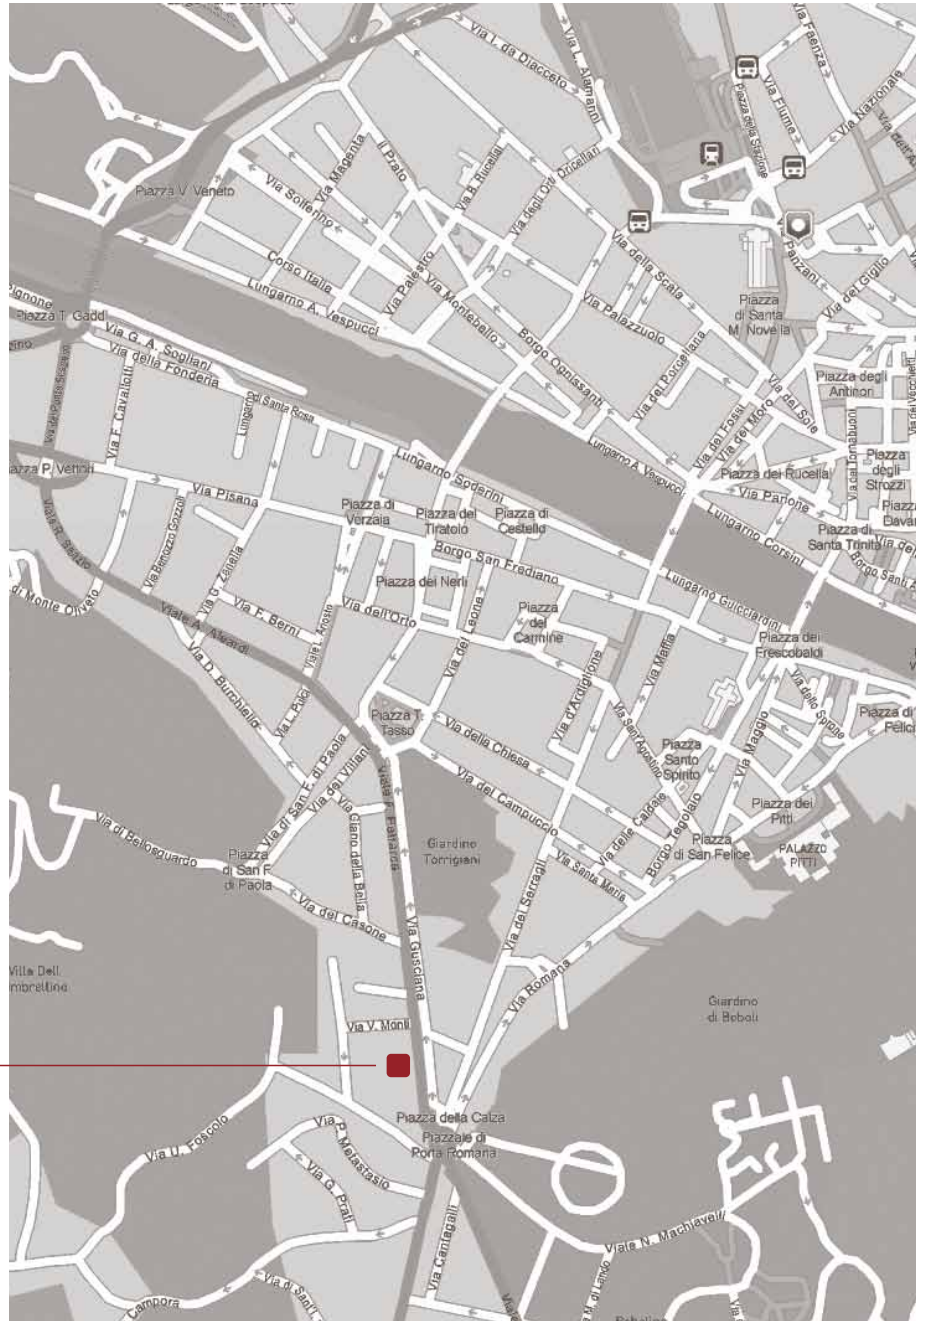 Via I. da Diacceto
Via L. Alamanni
Via Faenza
Via Fiume
Via Nazionale
Piazza della Stazione
Via Magenta
Il Prato
Via B. Rucellai
Via degli Orti Oricellari
Piazza V. Veneto
Via Solferino
Via Panzani
Via del Giglio
Corso Italia
Via Palestro
Lungarno A. Vespucci
Via Montebello
Via della Scala
Via Palazzuolo
Piazza
di Santa
M. Novella
Pignone
Piazza T. Gaddi
Via G. A. Sogliani
Via della Fonderia
Borgo Ognissanti
Via del Porcellana
Piazza degli
Antinori
Via F. Cavallotti
Lungarno
di Santa Rosa
Via dei Fossi
Via del Moro
Via del Sole
Via dei Tornabuoni
Lungarno Soderini
Lungarno A. Vespucci
Piazza dei Rucellai
Piazza
degli
Strozzi
Via Pisana
Piazza di
Verzaia
Piazza del
Tiratoio
Piazza di
Cestello
Via Parione
Lungarno Corsini
Piazza di
Santa Trinita
Via Benozzo Gozzoli
Via G. Zanella
Borgo San Frediano
Piazza dei Nerli
Lungarno Guicciardini
di Monte Oliveto
Viale A. Alvardi
Via F. Berni
Viale L. Ariosto
Via dell'Orto
Via del Leone
Piazza
del
Carmine
Piazza dei
Frescobaldi
Via D. Burchiello
Via L. Pulci
Via d'Ardiglione
Via Maffia
Via dello Sprone
Piazza di
Felici
Piazza T.
Tasso
Via della Chiesa
Via Sant'Agostino
Piazza
Santo
Spirito
Via Maggio
Via di San F. di Paola
Via dei Villani
Via del Campuccio
Via delle Caldaie
Borgo Tegolaio
Piazza dei
Pitti
PALAZZO
PITTI
Via di Bellosguardo
Via
Giano della Bella
Giardino
Torrigiani
Piazza
di San Felice
Piazza
di San F.
di Paola
Via Santa Maria
Via del Casone
Via Gusciana
Via dei Serragli
Via Romana
Villa Dell.
mbrellino
Giardino
di Boboli
Via V. Monti
Via U. Foscolo
Via P. Metastasio
Via G. Prati
Piazza della Calza
Piazzale di
Porta Romana
Via Cantagalli
Viale N. Machiavelli
M. di Lando
Campora